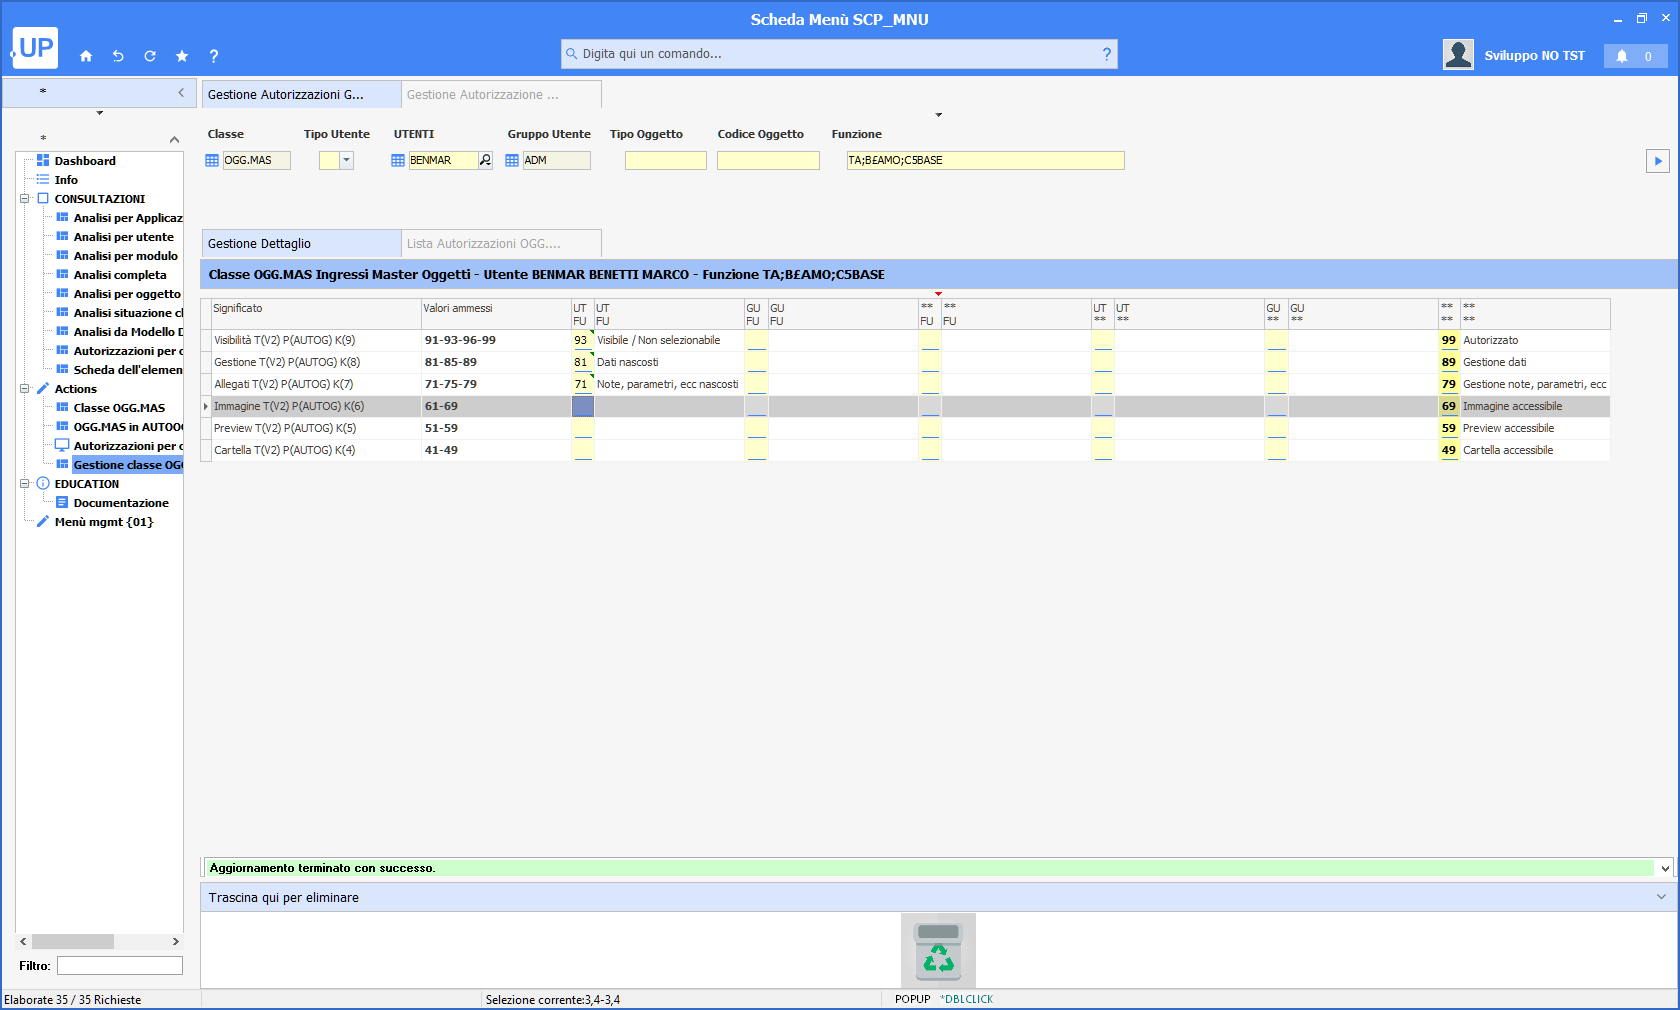 Scheda Menù SCP_MNU
UP
Digita qui un comando...
?
?
Sviluppo NO TST
0
*
Gestione Autorizzazioni G...
Gestione Autorizzazione ...
*
Dashboard
Info
CONSULTAZIONI
Analisi per Applicaz
Analisi per utente
Analisi per modulo
Analisi completa
Analisi per oggetto
Analisi situazione cl
Analisi da Modello D
Autorizzazioni per o
Scheda dell'elemen
Actions
Classe OGG.MAS
OGG.MAS in AUTOO
Autorizzazioni per o
Gestione classe OG
EDUCATION
Documentazione
Menù mgmt {01}
Filtro:
Classe Tipo Utente UTENTI Gruppo Utente Tipo Oggetto Codice Oggetto Funzione
OGG.MAS BENMAR ADM TA;B£AMO;C5BASE
Gestione Dettaglio
Lista Autorizzazioni OGG....
Classe OGG.MAS Ingressi Master Oggetti - Utente BENMAR BENETTI MARCO - Funzione TA;B£AMO;C5BASE
Significato Valori ammessi UT UT GU GU ** ** UT UT GU GU ** **
FU FU FU FU FU FU ** ** ** ** ** **
Visibilità T(V2) P(AUTOG) K(9) 91-93-96-99 93 Visibile / Non selezionabile 99 Autorizzato
Gestione T(V2) P(AUTOG) K(8) 81-85-89 81 Dati nascosti 89 Gestione dati
Allegati T(V2) P(AUTOG) K(7) 71-75-79 71 Note, parametri, ecc nascosti 79 Gestione note, parametri, ecc
Immagine T(V2) P(AUTOG) K(6) 61-69 69 Immagine accessibile
Preview T(V2) P(AUTOG) K(5) 51-59 59 Preview accessibile
Cartella T(V2) P(AUTOG) K(4) 41-49 49 Cartella accessibile
Aggiornamento terminato con successo.
Trascina qui per eliminare
Elaborate 35 / 35 Richieste
Selezione corrente:3,4-3,4
POPUP *DBLCLICK